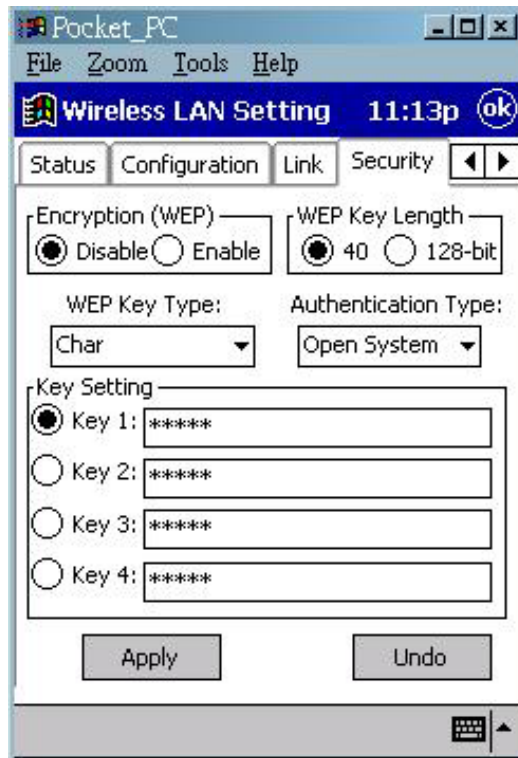 Pocket_PC
File Zoom Tools Help
Wireless LAN Setting 11:13p ok
Status Configuration Link Security
Encryption (WEP) WEP Key Length
Disable Enable 40 128-bit
WEP Key Type: Authentication Type:
Char Open System
Key Setting
Key 1: *****
Key 2: *****
Key 3: *****
Key 4: *****
Apply Undo